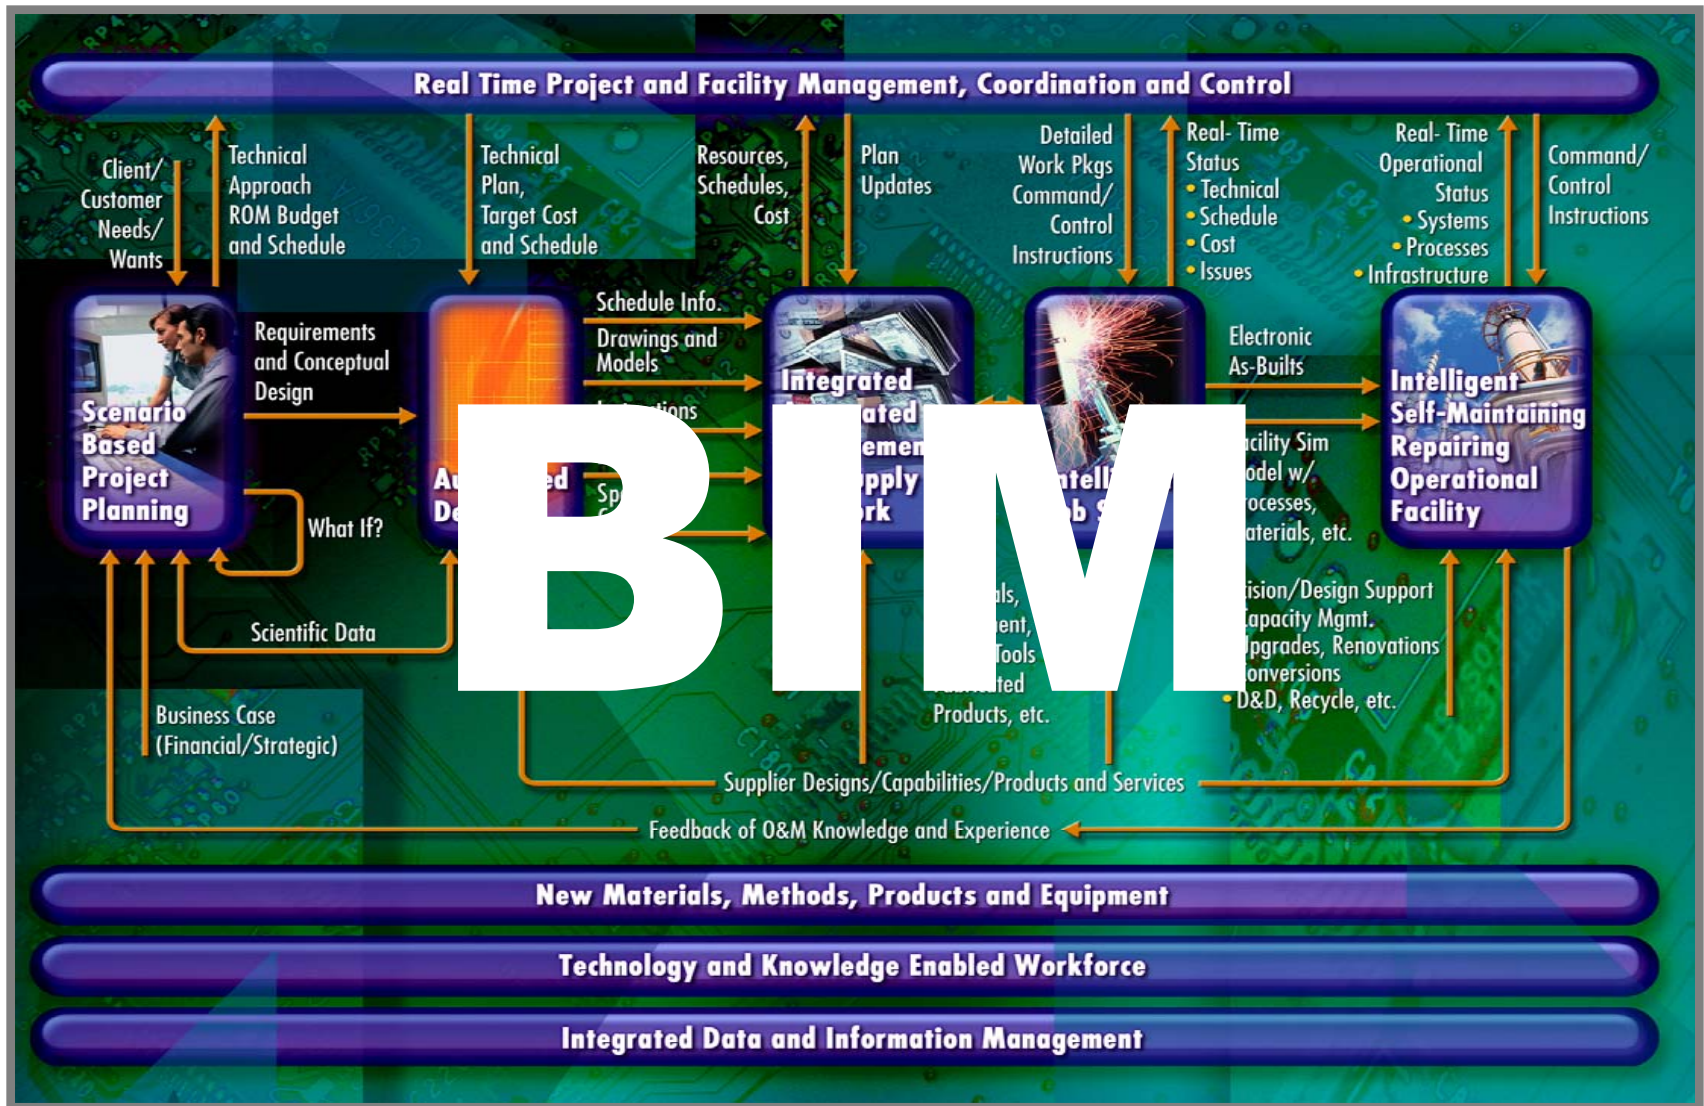 Real Time Project and Facility Management, Coordination and Control
Client/
Customer
Needs/
Wants
Technical
Approach
ROM Budget
and Schedule
Technical
Plan,
Target Cost
and Schedule
Resources,
Schedules,
Cost
Plan
Updates
Detailed
Work Pkgs
Command/
Control
Instructions
Real- Time
Status
• Technical
• Schedule
• Cost
• Issues
Real- Time
Operational
Status
• Systems
• Processes
• Infrastructure
Command/
Control
Instructions
Scenario
Based
Project
Planning
Requirements
and Conceptual
Design
What If?
Schedule Info.
Drawings and
Models
Integrated
BIM
Electronic
As-Builts
Sim
w/
etc.
Intelligent
Self-Maintaining
Repairing
Operational
Facility
Scientific Data
Business Case
(Financial/Strategic)
Tools
Products, etc.
Support
Mgmt.
Renovations
• D&D, Recycle, etc.
Supplier Designs/Capabilities/Products and Services
Feedback of O&M Knowledge and Experience
New Materials, Methods, Products and Equipment
Technology and Knowledge Enabled Workforce
Integrated Data and Information Management